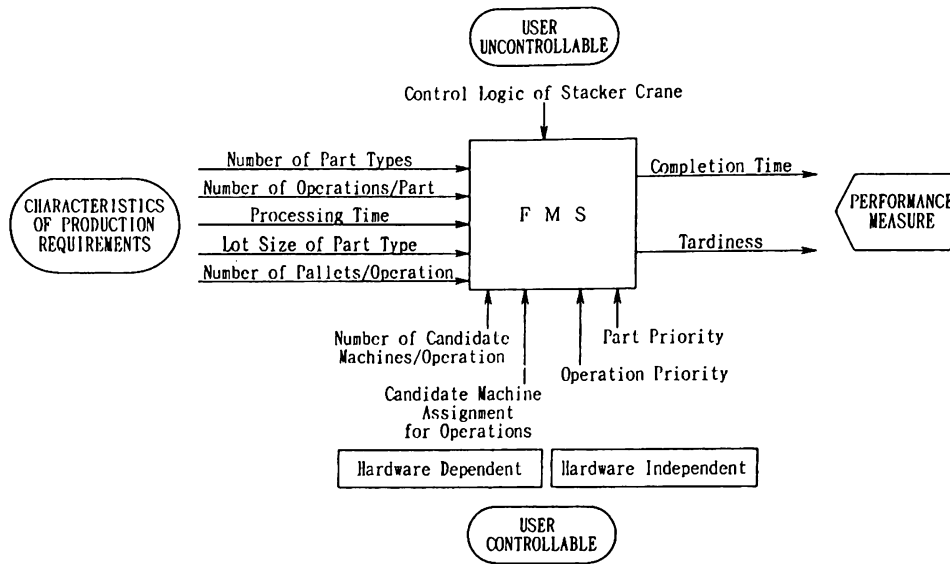 USER
UNCONTROLLABLE
Control Logic of Stacker Crane
CHARACTERISTICS
OF PRODUCTION
REQUIREMENTS
Number of Part Types
Number of Operations/Part
Processing Time
Lot Size of Part Type
Number of Pallets/Operation
F M S
Completion Time
Tardiness
PERFORMANCE
MEASURE
Number of Candidate
Machines/Operation
Candidate Machine
Assignment
for Operations
Part Priority
Operation Priority
Hardware Dependent
Hardware Independent
USER
CONTROLLABLE